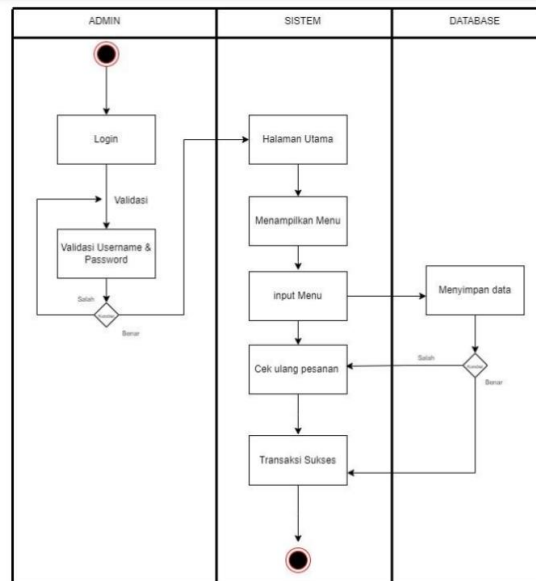 ADMIN
SISTEM
DATABASE
Login
Validasi
Validasi Username &
Password
Salah
Benar
Halaman Utama
Menampilkan Menu
input Menu
Menyimpan data
Cek ulang pesanan
Salah
Benar
Transaksi Sukses